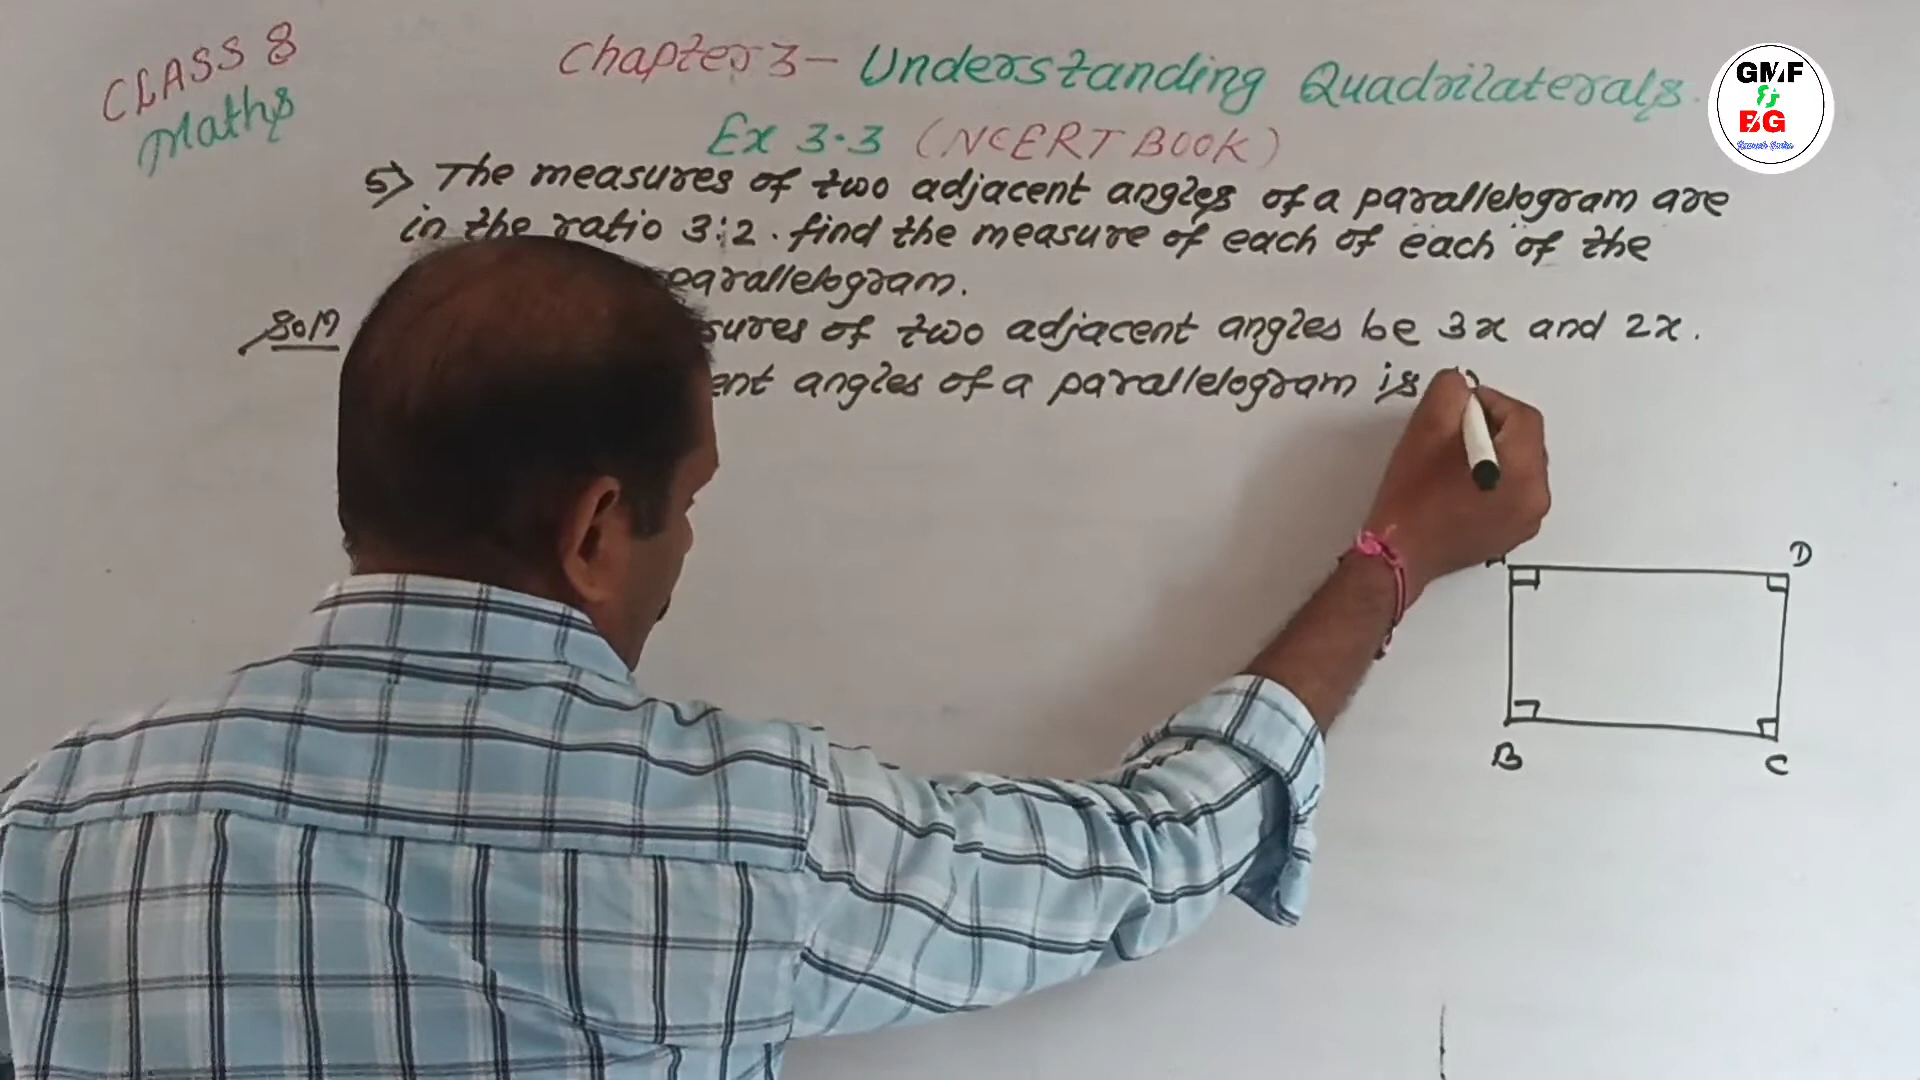 CLASS 8
Maths
Chapter 3 - Understanding Quadrilaterals.
Ex 3.3 (NCERT BOOK)
5) The measures of two adjacent angles of a parallelogram are
in the ratio 3:2. find the measure of each of each of the
parallelogram.
Soln sures of two adjacent angles be 3x and 2x.
ent angles of a parallelogram is
D
B C
GMF
BG